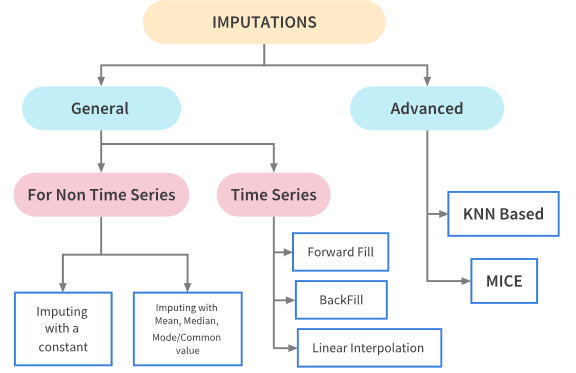 IMPUTATIONS
General
Advanced
For Non Time Series
Time Series
KNN Based
Forward Fill
MICE
BackFill
Imputing
with a
constant
Imputing with
Mean, Median,
Mode/Common
value
Linear Interpolation